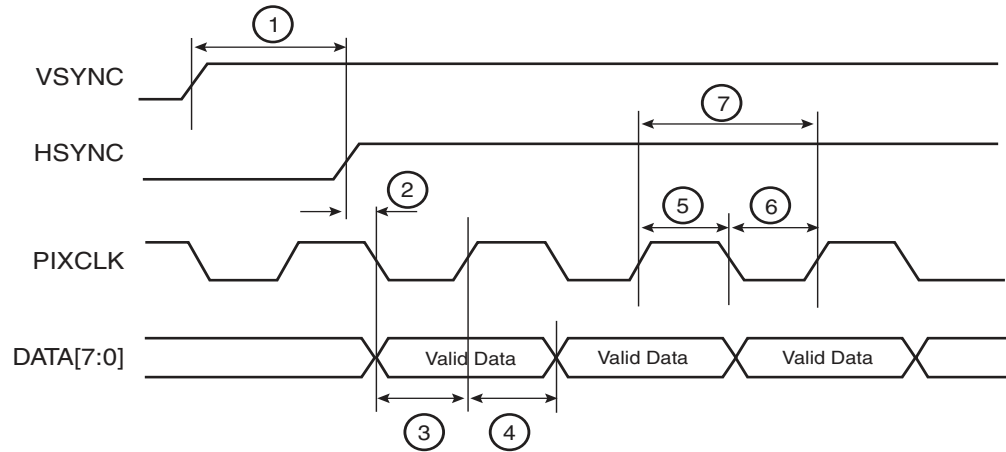 1
VSYNC
7
HSYNC
2
5
6
PIXCLK
DATA[7:0]
Valid Data
Valid Data
Valid Data
3
4